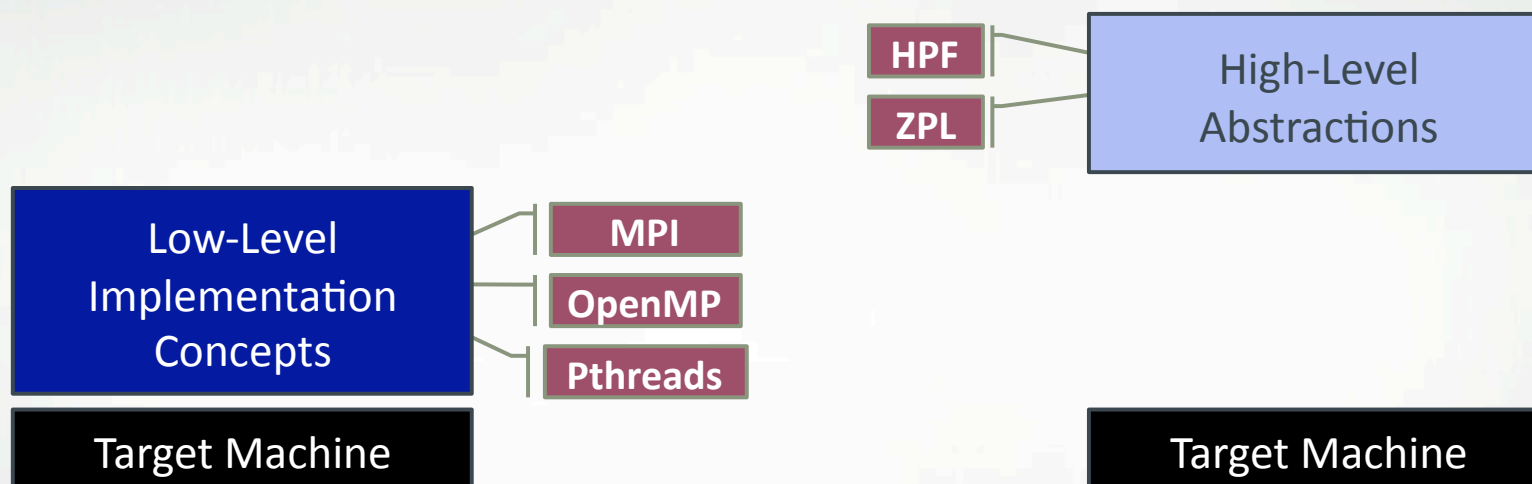 HPF
ZPL
High-Level
Abstractions
Low-Level
Implementation
Concepts
MPI
OpenMP
Pthreads
Target Machine
Target Machine